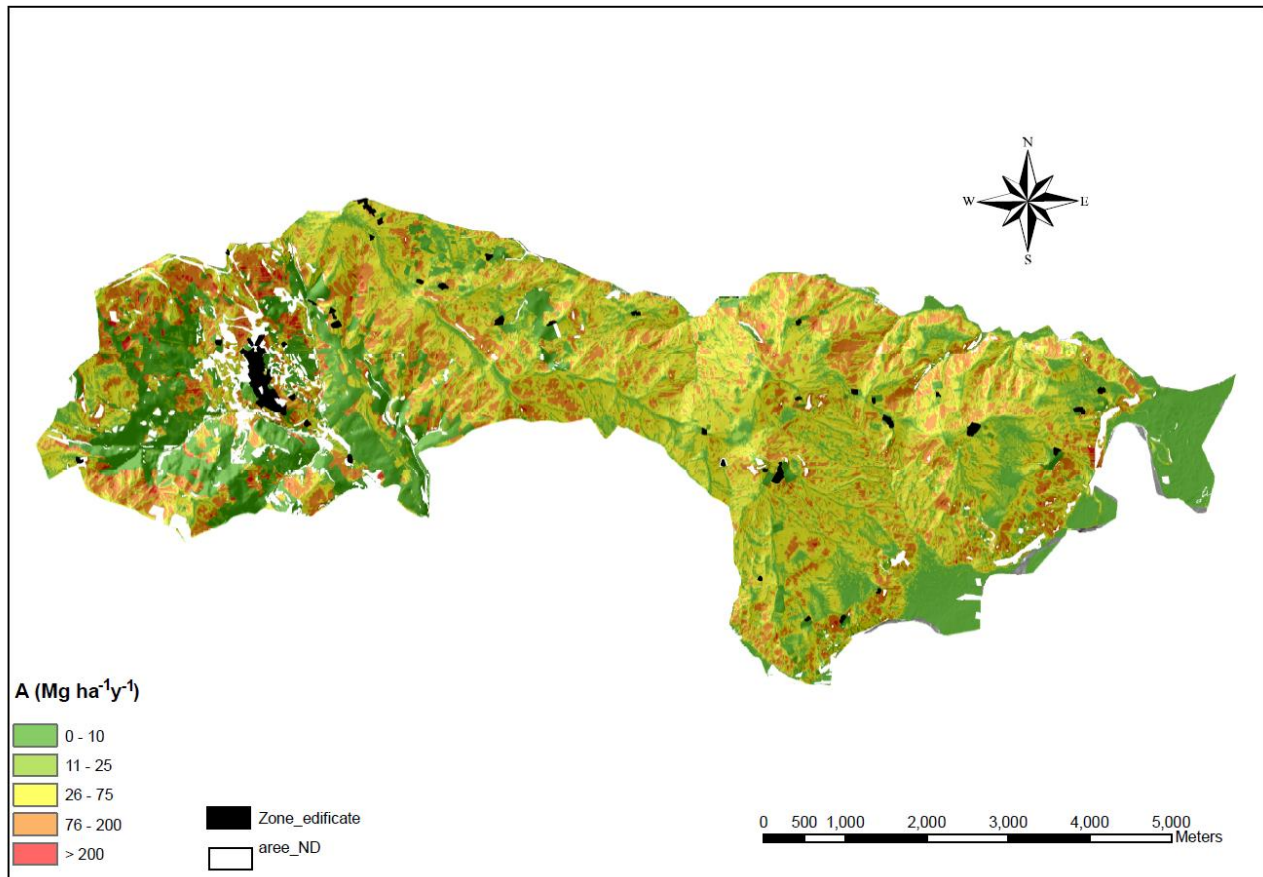 N
W E
S
A (Mg ha⁻¹y⁻¹)
0 - 10
11 - 25
26 - 75
76 - 200
> 200
Zone_edificate
aree_ND
0 500 1,000 2,000 3,000 4,000 5,000
Meters